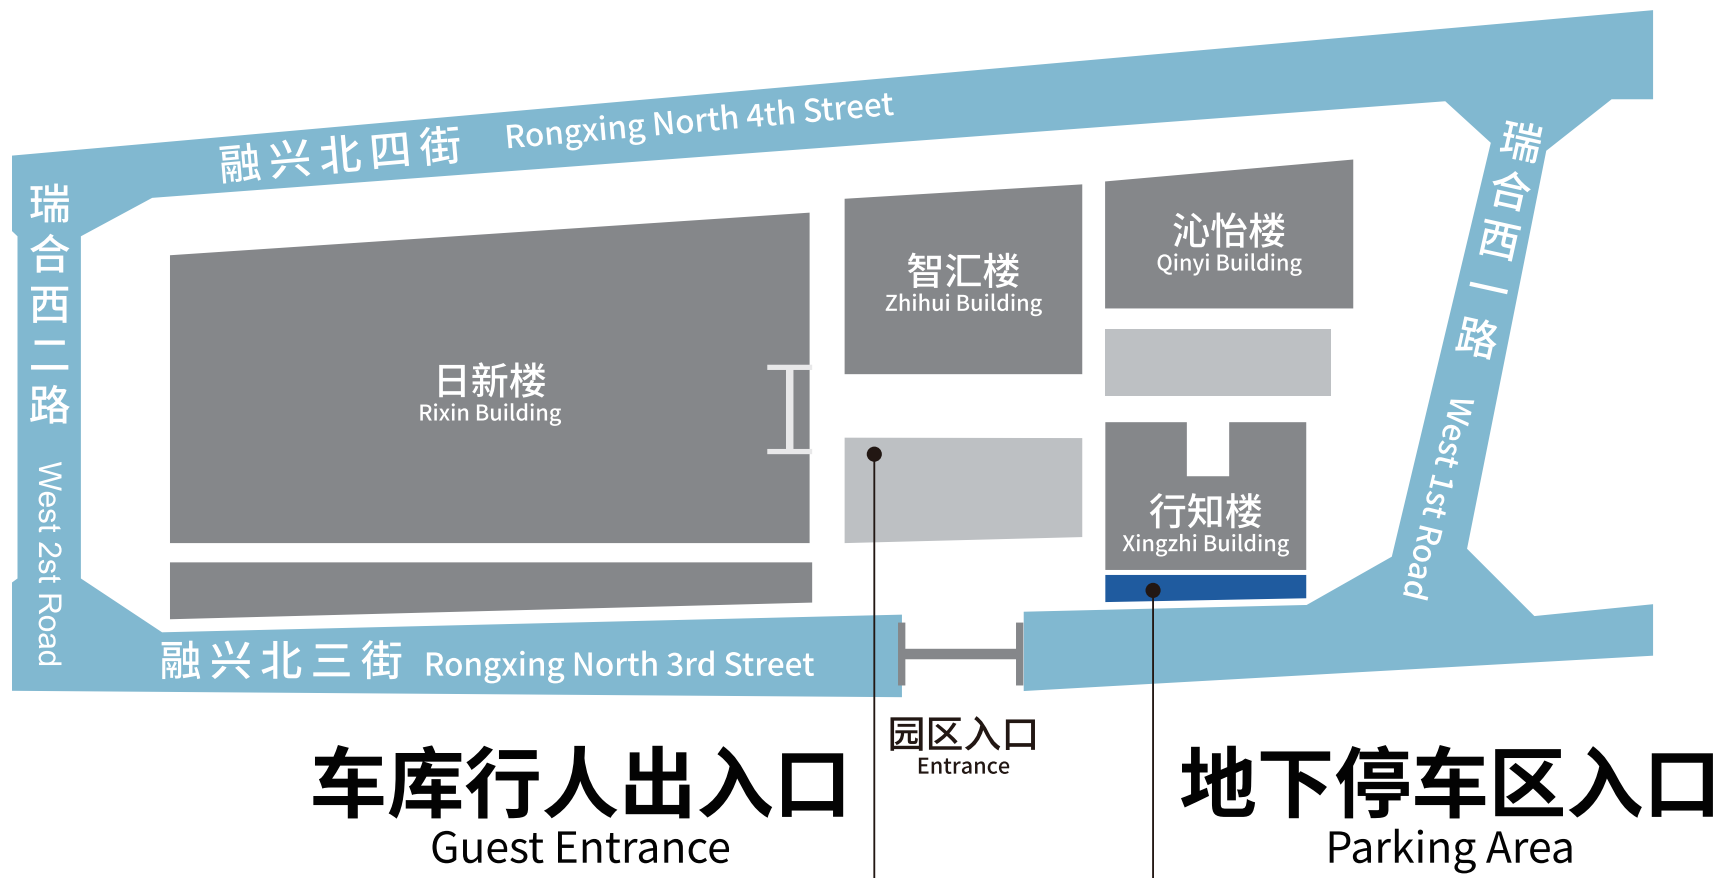 融兴北四街 Rongxing North 4th Street
瑞合西二路 West 2st Road
瑞合西一路 West 1st Road
沁怡楼
Qinyi Building
智汇楼
Zhihui Building
日新楼
Rixin Building
行知楼
Xingzhi Building
融兴北三街 Rongxing North 3rd Street
园区入口
Entrance
车库行人出入口
Guest Entrance
地下停车区入口
Parking Area